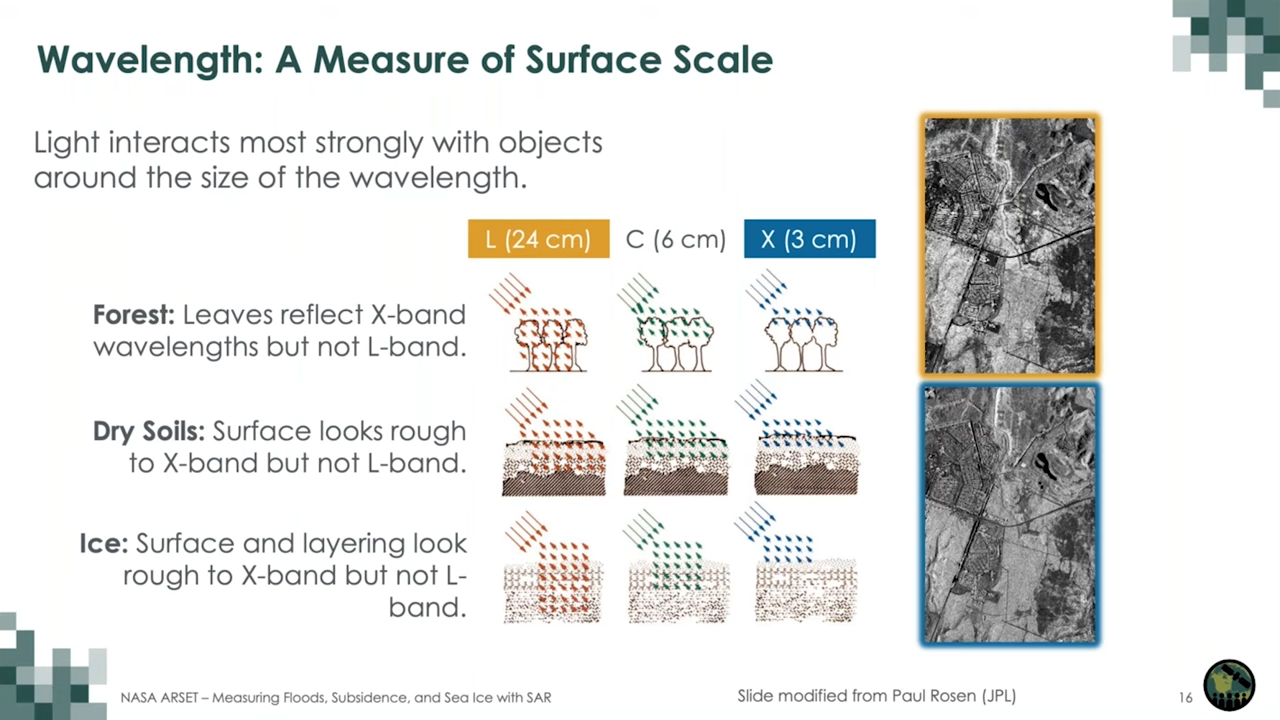 Wavelength: A Measure of Surface Scale
Light interacts most strongly with objects
around the size of the wavelength.
L (24 cm)
C (6 cm)
X (3 cm)
Forest: Leaves reflect X-band
wavelengths but not L-band.
Dry Soils: Surface looks rough
to X-band but not L-band.
Ice: Surface and layering look
rough to X-band but not L-
band.
NASA ARSET – Measuring Floods, Subsidence, and Sea Ice with SAR
Slide modified from Paul Rosen (JPL)
16